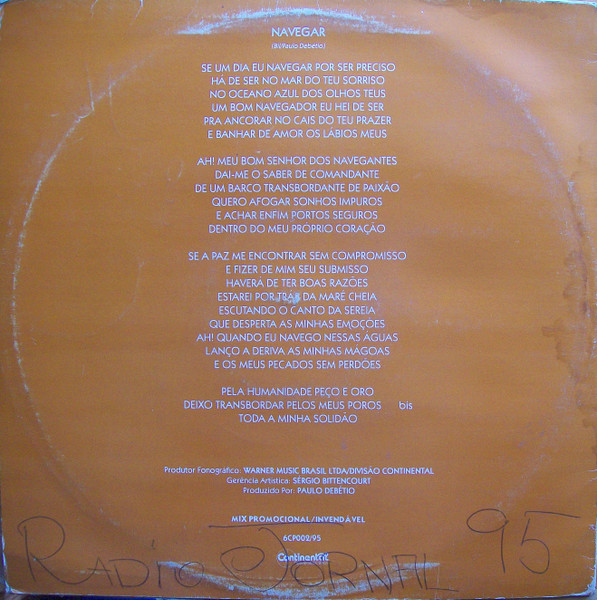 NAVEGAR
(Bil/Paulo Debétio)
SE UM DIA EU NAVEGAR POR SER PRECISO
HÁ DE SER NO MAR DO TEU SORRISO
NO OCEANO AZUL DOS OLHOS TEUS
UM BOM NAVEGADOR EU HEI DE SER
PRA ANCORAR NO CAIS DO TEU PRAZER
E BANHAR DE AMOR OS LÁBIOS MEUS
AH! MEU BOM SENHOR DOS NAVEGANTES
DAI-ME O SABER DE COMANDANTE
DE UM BARCO TRANSBORDANTE DE PAIXÃO
QUERO AFOGAR SONHOS IMPUROS
E ACHAR ENFIM PORTOS SEGUROS
DENTRO DO MEU PRÓPRIO CORAÇÃO
SE A PAZ ME ENCONTRAR SEM COMPROMISSO
E FIZER DE MIM SEU SUBMISSO
HAVERÁ DE TER BOAS RAZÕES
ESTAREI POR TRÁS DA MARÉ CHEIA
ESCUTANDO O CANTO DA SEREIA
QUE DESPERTA AS MINHAS EMOÇÕES
AH! QUANDO EU NAVEGO NESSAS ÁGUAS
LANÇO A DERIVA AS MINHAS MÁGOAS
E OS MEUS PECADOS SEM PERDÕES
PELA HUMANIDADE PEÇO E ORO
DEIXO TRANSBORDAR PELOS MEUS POROS bis
TODA A MINHA SOLIDÃO
Produtor Fonográfico: WARNER MUSIC BRASIL LTDA/DIVISÃO CONTINENTAL
Gerência Artística: SÉRGIO BITTENCOURT
Produzido Por: PAULO DEBÉTIO
MIX PROMOCIONAL/INVENDÁVEL
6CP002/95
Continental
RADIO JORNAL 95